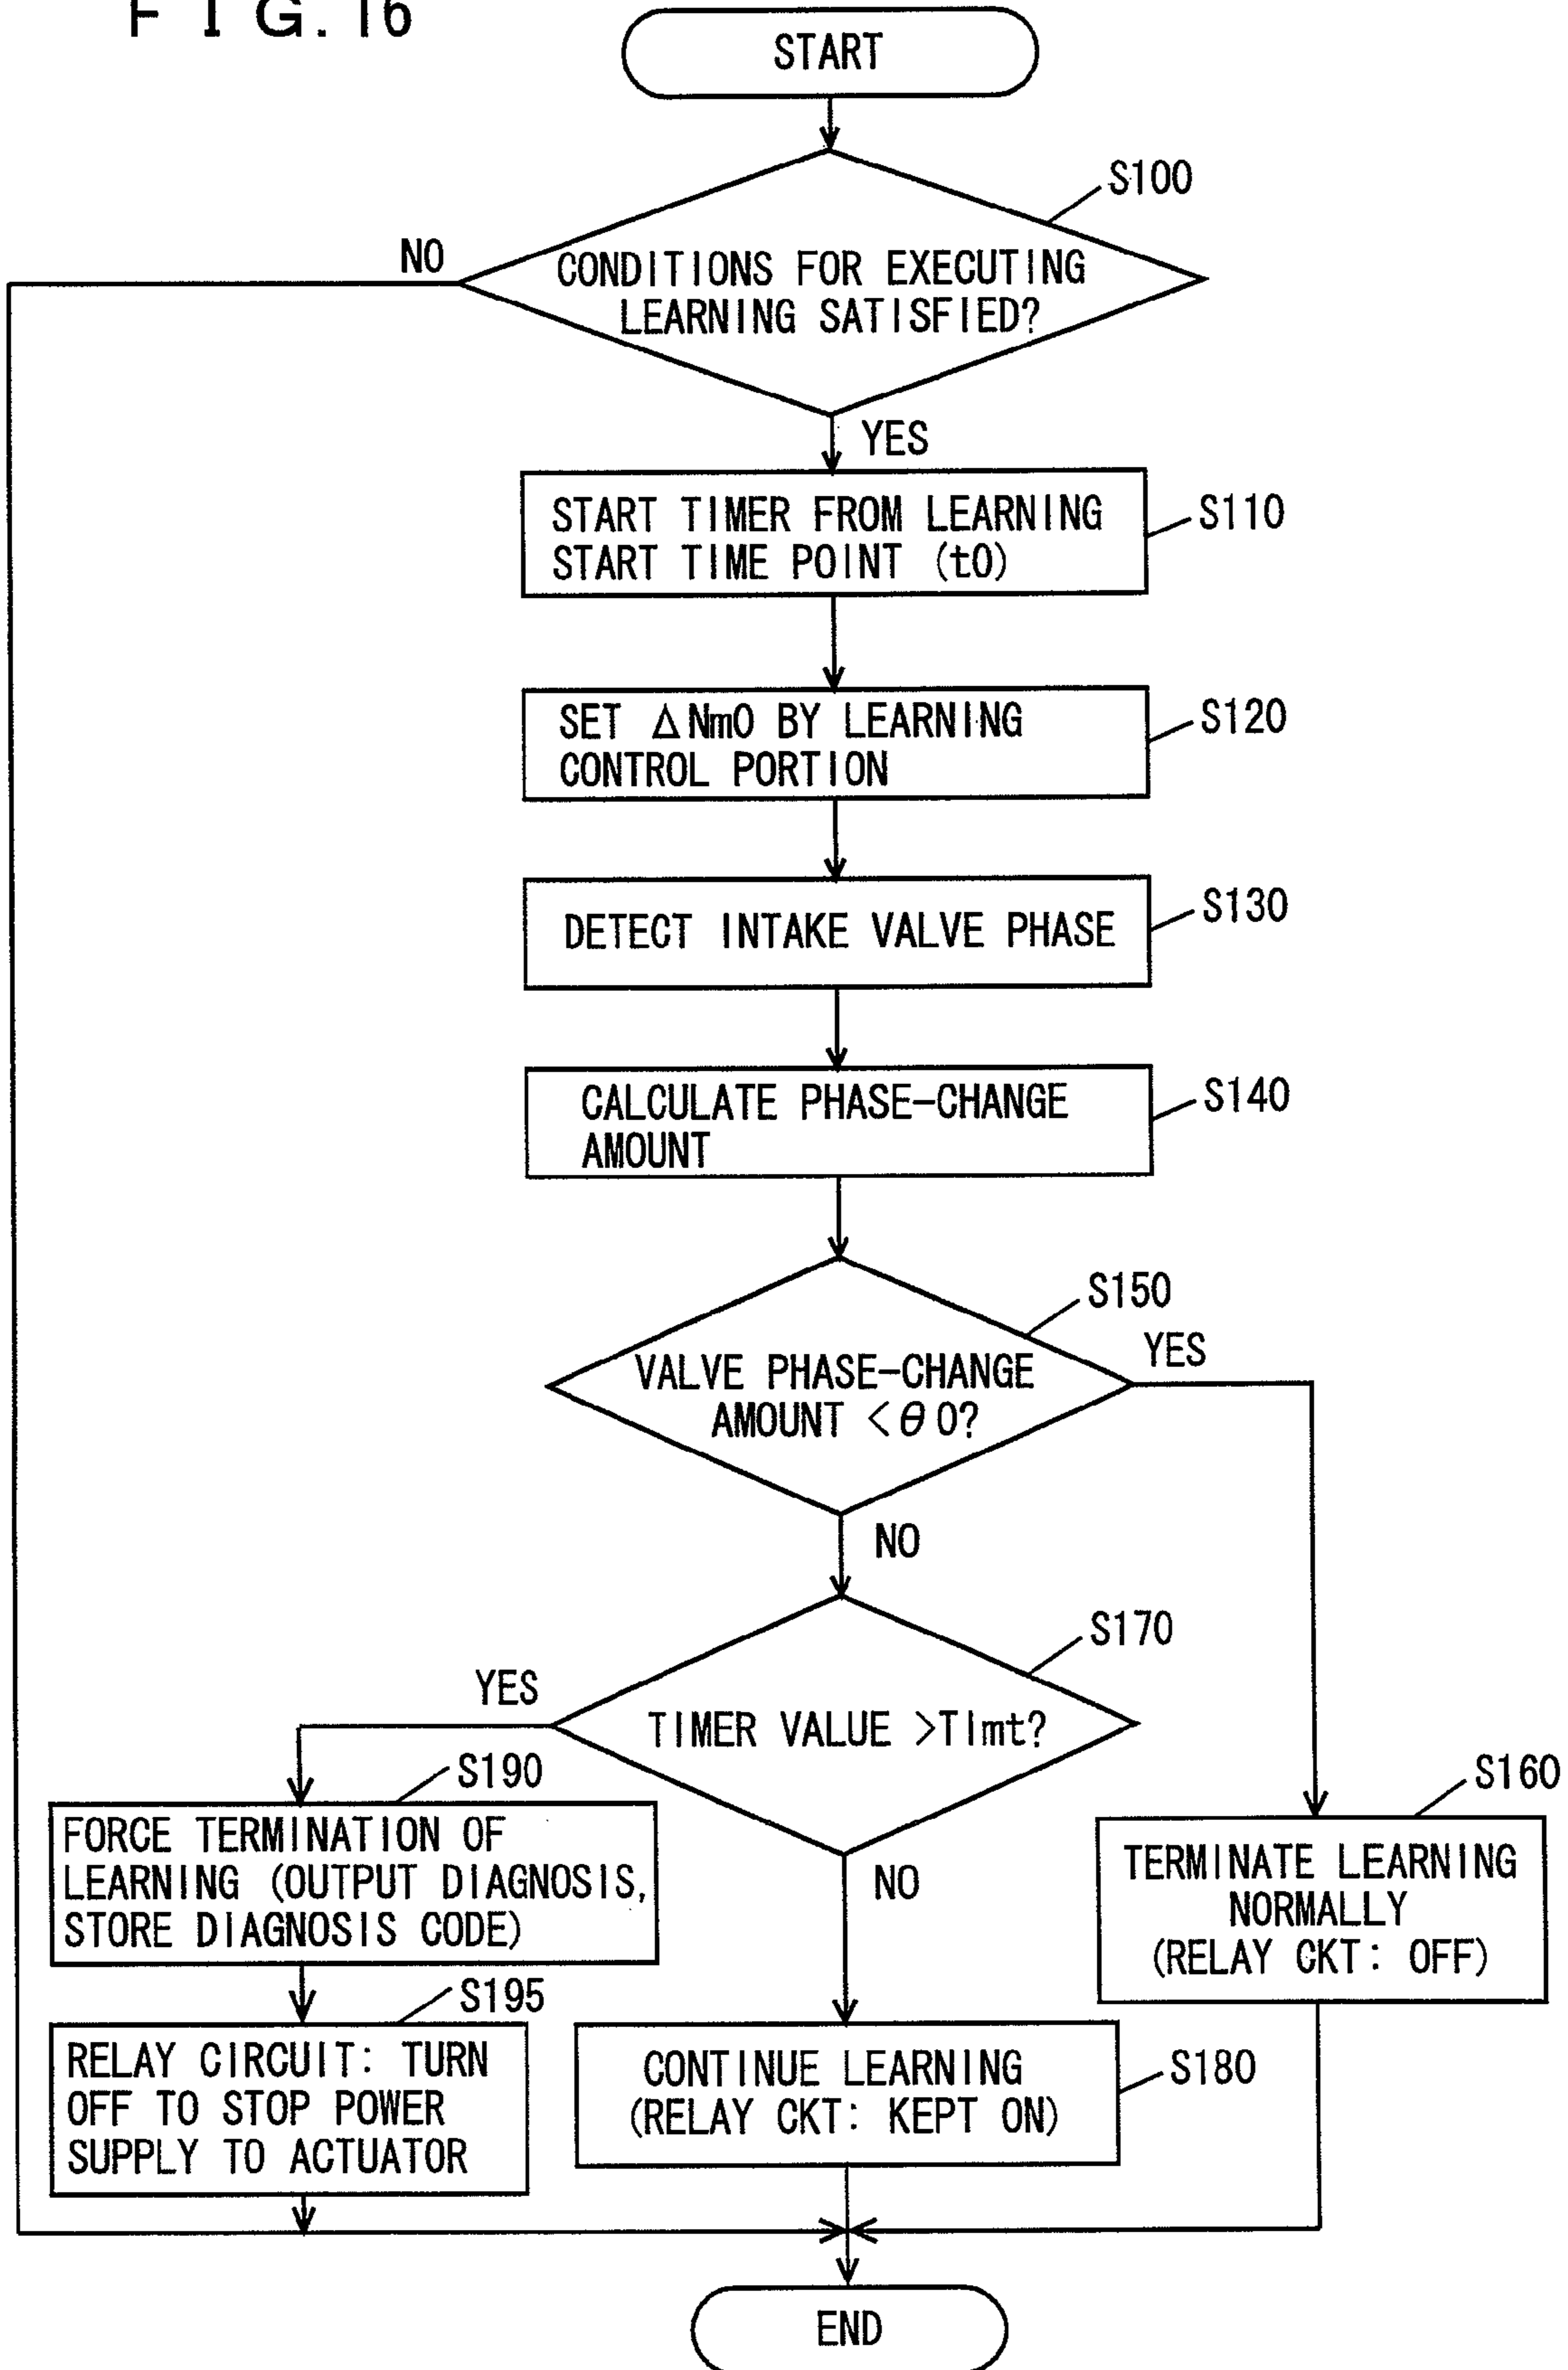 FIG. 16
START
S100
NO
CONDITIONS FOR EXECUTING
LEARNING SATISFIED?
YES
START TIMER FROM LEARNING
START TIME POINT (t0)
S110
SET ΔNm0 BY LEARNING
CONTROL PORTION
S120
DETECT INTAKE VALVE PHASE
S130
CALCULATE PHASE-CHANGE
AMOUNT
S140
S150
YES
VALVE PHASE-CHANGE
AMOUNT <θ0?
NO
S170
YES
TIMER VALUE >Tlmt?
S190
S160
FORCE TERMINATION OF
LEARNING (OUTPUT DIAGNOSIS,
STORE DIAGNOSIS CODE)
NO
TERMINATE LEARNING
NORMALLY
(RELAY CKT: OFF)
S195
RELAY CIRCUIT: TURN
OFF TO STOP POWER
SUPPLY TO ACTUATOR
CONTINUE LEARNING
(RELAY CKT: KEPT ON)
S180
END